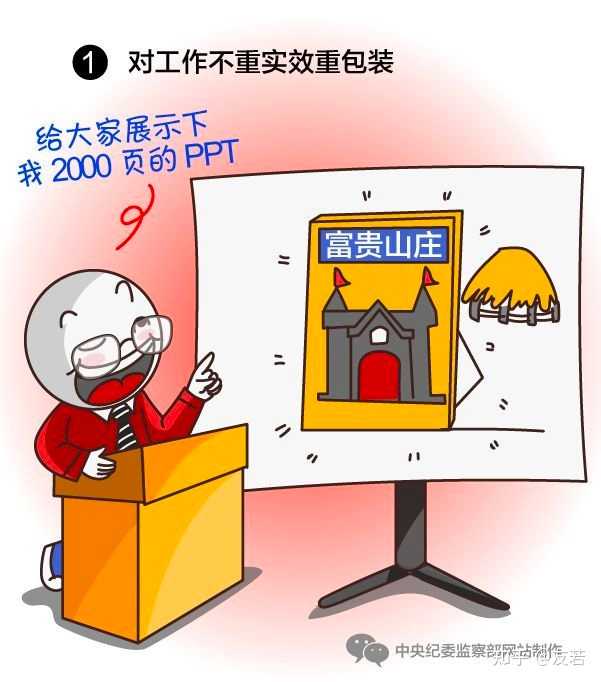 1 对工作不重实效重包装
给大家展示下
我 2000 页的 PPT
富贵山庄
中央纪委监察部网站制作
知乎 @友若